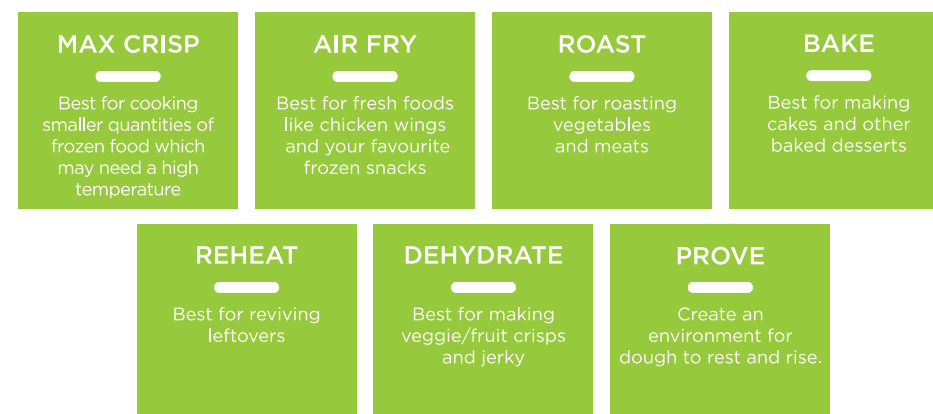 MAX CRISP
Best for cooking
smaller quantities of
frozen food which
may need a high
temperature
AIR FRY
Best for fresh foods
like chicken wings
and your favourite
frozen snacks
ROAST
Best for roasting
vegetables
and meats
BAKE
Best for making
cakes and other
baked desserts
REHEAT
Best for reviving
leftovers
DEHYDRATE
Best for making
veggie/fruit crisps
and jerky
PROVE
Create an
environment for
dough to rest and rise.